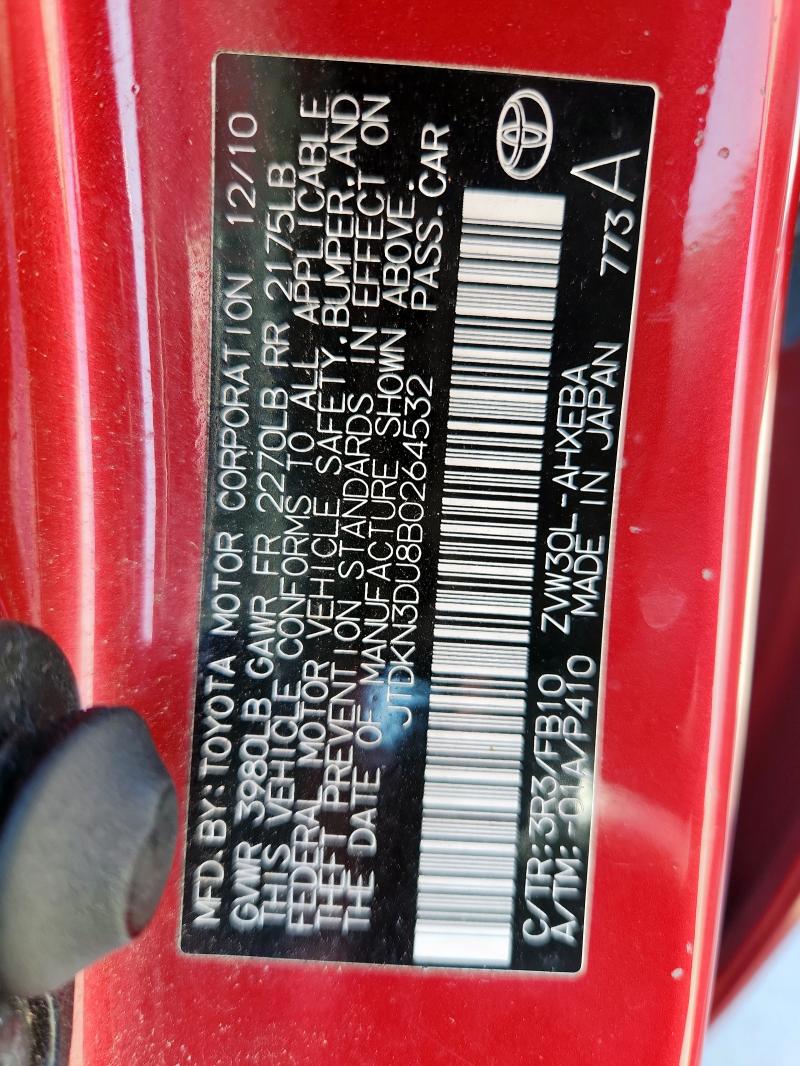 MFD.BY:TOYOTA MOTOR CORPORATION 12/10
GVWR 3980LB GAWR FR 2270LB RR 2175LB
THIS VEHICLE CONFORMS TO ALL APPLICABLE
FEDERAL MOTOR VEHICLE SAFETY,BUMPER,AND
THEFT PREVENTION STANDARDS IN EFFECT ON
THE DATE OF MANUFACTURE SHOWN ABOVE.
JTDKN3DU8B0264532 PASS.CAR
C/TR:3R3/FB10 ZVW30L-AHXEBA
A/TM:-01A/P410 MADE IN JAPAN 773 A